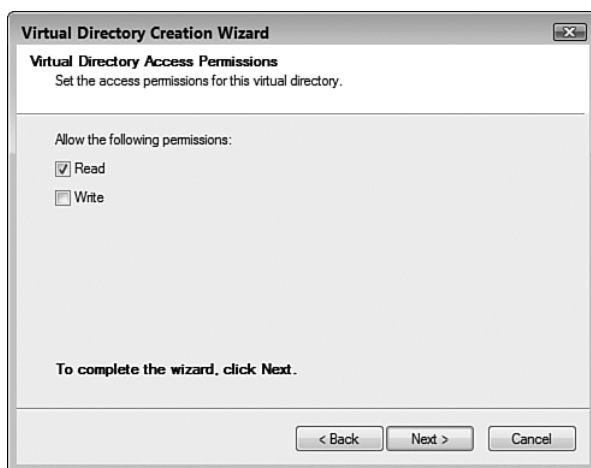 Virtual Directory Creation Wizard
Virtual Directory Access Permissions
Set the access permissions for this virtual directory.
Allow the following permissions:
Read
Write
To complete the wizard, click Next.
< Back Next > Cancel